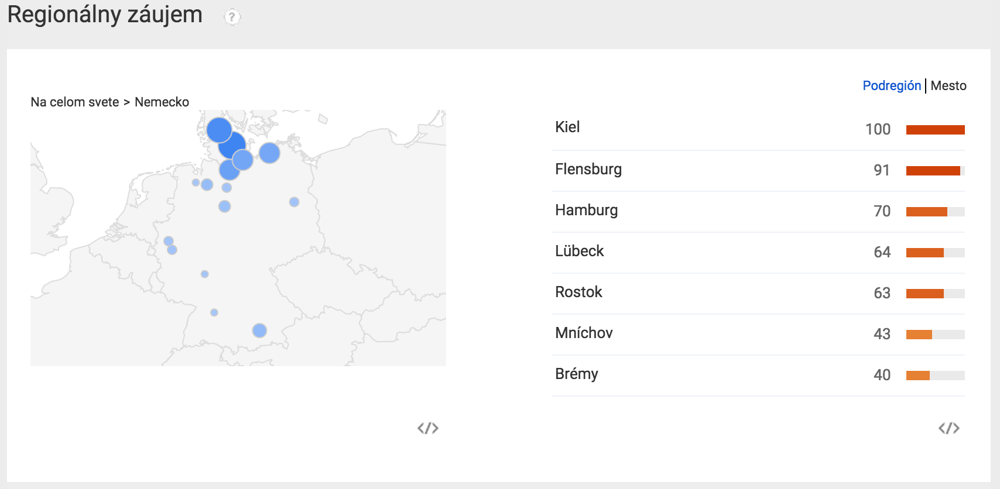 Regionálny záujem ?
Podregión | Mesto
Na celom svete > Nemecko
Kiel 100
Flensburg 91
Hamburg 70
Lübeck 64
Rostok 63
Mníchov 43
Brémy 40
</> </>